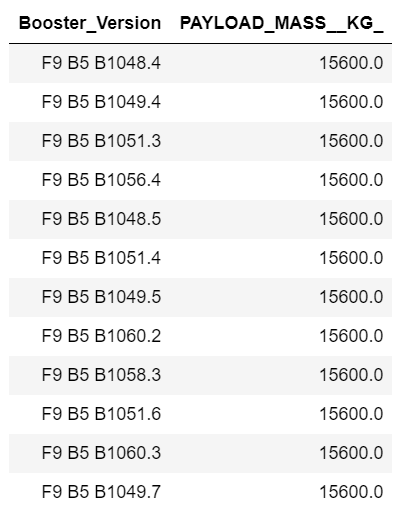 Booster_Version PAYLOAD_MASS__KG_
F9 B5 B1048.4 15600.0
F9 B5 B1049.4 15600.0
F9 B5 B1051.3 15600.0
F9 B5 B1056.4 15600.0
F9 B5 B1048.5 15600.0
F9 B5 B1051.4 15600.0
F9 B5 B1049.5 15600.0
F9 B5 B1060.2 15600.0
F9 B5 B1058.3 15600.0
F9 B5 B1051.6 15600.0
F9 B5 B1060.3 15600.0
F9 B5 B1049.7 15600.0